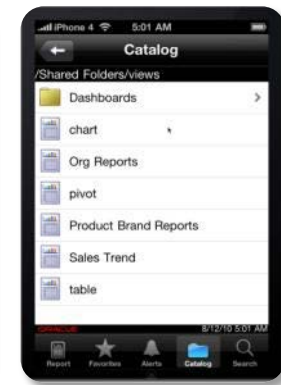 iPhone 4 5:01 AM
Catalog
/Shared Folders/views
Dashboards
chart
Org Reports
pivot
Product Brand Reports
Sales Trend
table
ORACLE 8/12/10 5:01 AM
Report Favorites Alerts Catalog Search